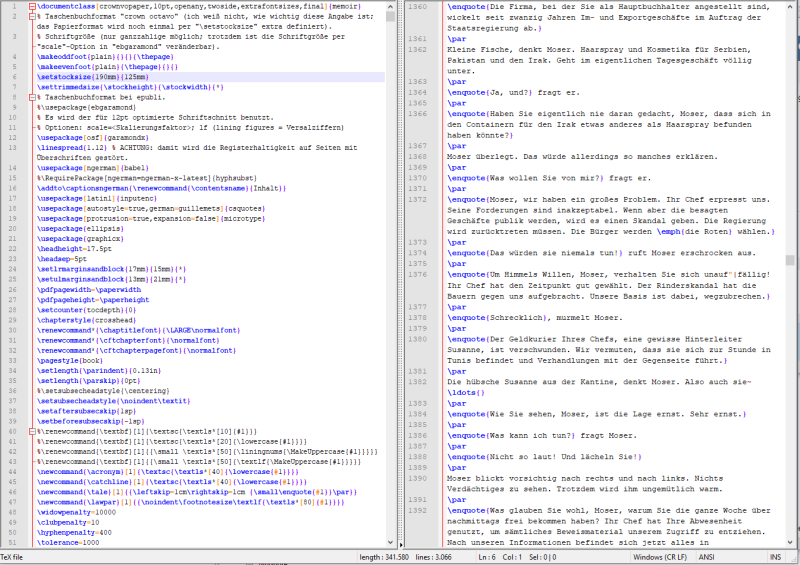 1 \documentclass[crownvopaper,10pt,openany,twoside,extrafontsizes,final]{memoir}
2 % Taschenbuchformat "crown octavo" (ich weiß nicht, wie wichtig diese Angabe ist;
das Papierformat wird noch einmal per "\setstocksize" extra definiert).
3 % Schriftgröße (nur ganzzahlige möglich; trotzdem ist die Schriftgröße per
"scale"-Option in "ebgaramond" veränderbar).
4 \makeoddfoot{plain}{}{}{\thepage}
5 \makeevenfoot{plain}{\thepage}{}{}
6 \setstocksize{190mm}{125mm}
7 \settrimmedsize{\stockheight}{\stockwidth}{*}
8 % Taschenbuchformat bei epubli.
9 %\usepackage{ebgaramond}
10 % Es wird der für 12pt optimierte Schriftschnitt benutzt.
11 % Optionen: scale=<Skalierungsfaktor>; lf (lining figures = Versalziffern)
12 \usepackage[osf]{garamondx}
13 \linespread{1.12} % ACHTUNG: damit wird die Registerhaltigkeit auf Seiten mit
Überschriften gestört.
14 \usepackage[ngerman]{babel}
15 %\RequirePackage[ngerman=ngerman-x-latest]{hyphsubst}
16 \addto\captionsngerman{\renewcommand{\contentsname}{Inhalt}}
17 \usepackage[latin1]{inputenc}
18 \usepackage[autostyle=true,german=guillemets]{csquotes}
19 \usepackage[protrusion=true,expansion=false]{microtype}
20 \usepackage{ellipsis}
21 \usepackage{graphicx}
22 \headheight=17.5pt
23 \headsep=5pt
24 \setlrmarginsandblock{17mm}{15mm}{*}
25 \setulmarginsandblock{13mm}{21mm}{*}
26 \pdfpagewidth=\paperwidth
27 \pdfpageheight=\paperheight
28 \setcounter{tocdepth}{0}
29 \chapterstyle{crosshead}
30 \renewcommand*{\chaptitlefont}{\LARGE\normalfont}
31 \renewcommand*{\cftchapterfont}{\normalfont}
32 \renewcommand*{\cftchapterpagefont}{\normalfont}
33 \pagestyle{book}
34 \setlength{\parindent}{0.13in}
35 \setlength{\parskip}{0pt}
36 %\setsubsecheadstyle{\centering}
37 \setsubsecheadstyle{\noindent\textit}
38 \setaftersubsecskip{1sp}
39 \setbeforesubsecskip{-1sp}
40 %\renewcommand{\textbf}[1]{\textsc{\textls*[10]{#1}}}
41 %\renewcommand{\textbf}[1]{\textsc{\textls*[20]{\lowercase{#1}}}}
42 %\renewcommand{\textbf}[1]{{\small \textls*[50]{\liningnums{\MakeUppercase{#1}}}}}
43 %\renewcommand{\textbf}[1]{{\small \textls*[50]{\textlf{\MakeUppercase{#1}}}}}
44 \newcommand{\acronym}[1]{\textsc{\textls*[40]{\lowercase{#1}}}}
45 \newcommand{\catchline}[1]{\textsc{\textls*[40]{\lowercase{#1}}}}
46 \newcommand{\tale}[1]{{\leftskip=1cm\rightskip=1cm {\small\enquote{#1}}\par}}
47 \newcommand{\lawpar}[1]{{\noindent\footnotesize\textlf{\textls*[80]{#1}}}}
48 \widowpenalty=10000
49 \clubpenalty=10
50 \hyphenpenalty=400
51 \tolerance=1000
1360 \enquote{Die Firma, bei der Sie als Hauptbuchhalter angestellt sind,
wickelt seit zwanzig Jahren Im- und Exportgeschäfte im Auftrag der
Staatsregierung ab.}
1361 \par
1362 Kleine Fische, denkt Moser. Haarspray und Kosmetika für Serbien,
Pakistan und den Irak. Geht im eigentlichen Tagesgeschäft völlig
unter.
1363 \par
1364 \enquote{Ja, und?} fragt er.
1365 \par
1366 \enquote{Haben Sie eigentlich nie daran gedacht, Moser, dass sich in
den Containern für den Irak etwas anderes als Haarspray befunden
haben könnte?}
1367 \par
1368 Moser überlegt. Das würde allerdings so manches erklären.
1369 \par
1370 \enquote{Was wollen Sie von mir?} fragt er.
1371 \par
1372 \enquote{Moser, wir haben ein großes Problem. Ihr Chef erpresst uns.
Seine Forderungen sind inakzeptabel. Wenn aber die besagten
Geschäfte publik werden, wird es einen Skandal geben. Die Regierung
wird zurücktreten müssen. Die Bürger werden \emph{die Roten} wählen.}
1373 \par
1374 \enquote{Das würden sie niemals tun!} ruft Moser erschrocken aus.
1375 \par
1376 \enquote{Um Himmels Willen, Moser, verhalten Sie sich unauf"|fällig!
Ihr Chef hat den Zeitpunkt gut gewählt. Der Rinderskandal hat die
Bauern gegen uns aufgebracht. Unsere Basis ist dabei, wegzubrechen.}
1377 \par
1378 \enquote{Schrecklich}, murmelt Moser.
1379 \par
1380 \enquote{Der Geldkurier Ihres Chefs, eine gewisse Hinterleiter
Susanne, ist verschwunden. Wir vermuten, dass sie sich zur Stunde in
Tunis befindet und Verhandlungen mit der Gegenseite führt.}
1381 \par
1382 Die hübsche Susanne aus der Kantine, denkt Moser. Also auch sie~
\ldots{}
1383 \par
1384 \enquote{Wie Sie sehen, Moser, ist die Lage ernst. Sehr ernst.}
1385 \par
1386 \enquote{Was kann ich tun?} fragt Moser.
1387 \par
1388 \enquote{Nicht so laut! Und lächeln Sie!}
1389 \par
1390 Moser blickt vorsichtig nach rechts und nach links. Nichts
Verdächtiges zu sehen. Trotzdem wird ihm ungemütlich warm.
1391 \par
1392 \enquote{Was glauben Sie wohl, Moser, warum Sie die ganze Woche über
nachmittags frei bekommen haben? Ihr Chef hat Ihre Abwesenheit
genutzt, um sämtliches Beweismaterial unserem Zugriff zu entziehen.
Nach unseren Informationen befindet sich jetzt alles in
TeX file length : 341.580 lines : 3.066 Ln : 6 Col : 1 Sel : 0 | 0 Windows (CR LF) ANSI INS